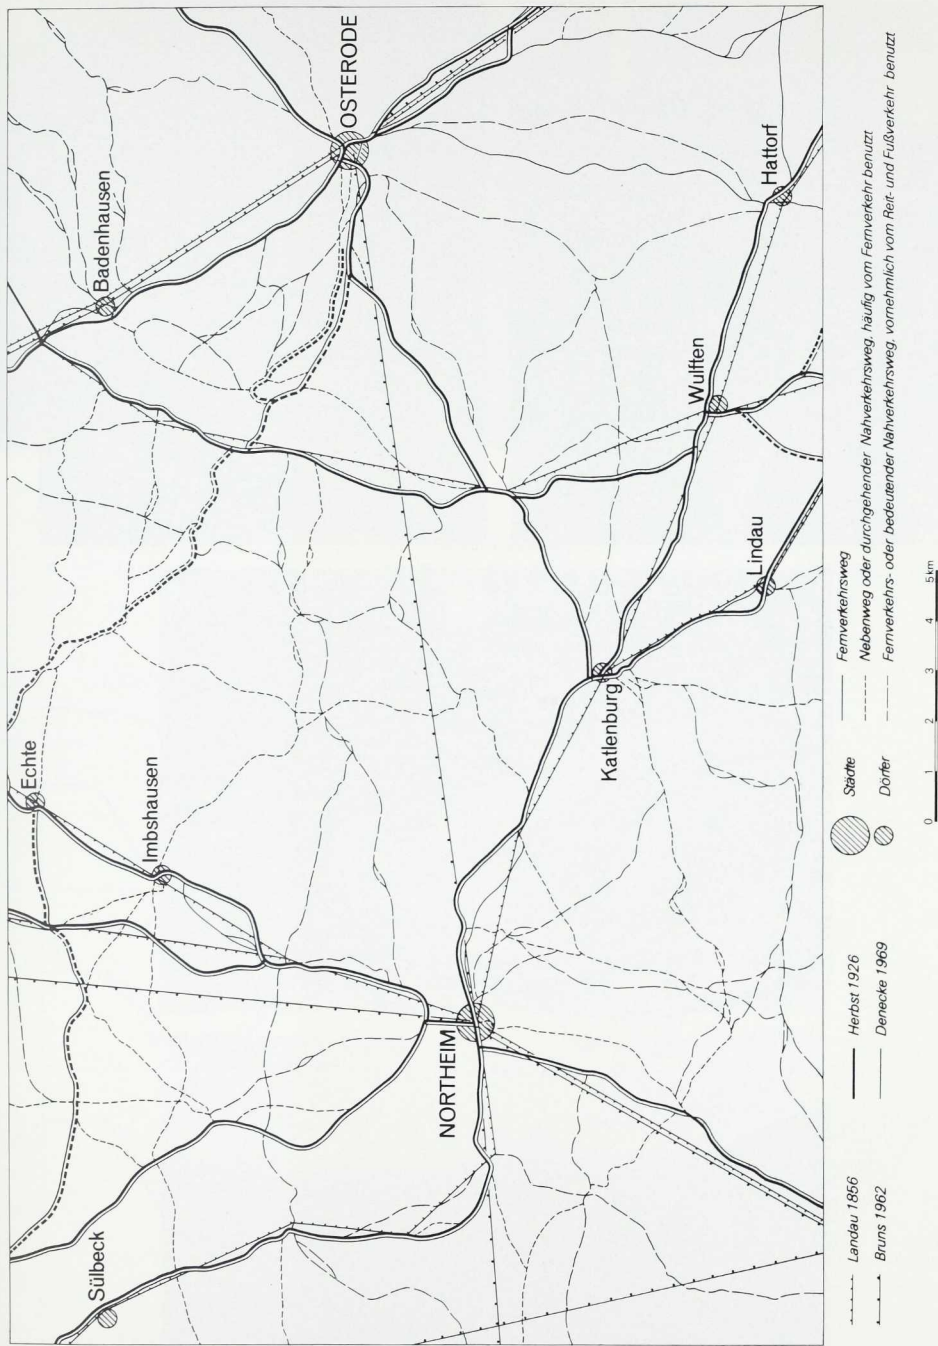 OSTERODE
Badenhausen
Hattorf
Wulften
Lindau
Katlenburg
Echte
Imbshausen
NORTHEIM
Sülbeck
Landau 1856
Bruns 1962
Herbst 1926
Denecke 1969
Städte
Dörfer
Fernverkehrsweg
Nebenweg oder durchgehender Nahverkehrsweg, häufig vom Fernverkehr benutzt
Fernverkehrs- oder bedeutender Nahverkehrsweg, vornehmlich vom Reit- und Fußverkehr benutzt
0 1 2 3 4 5 km